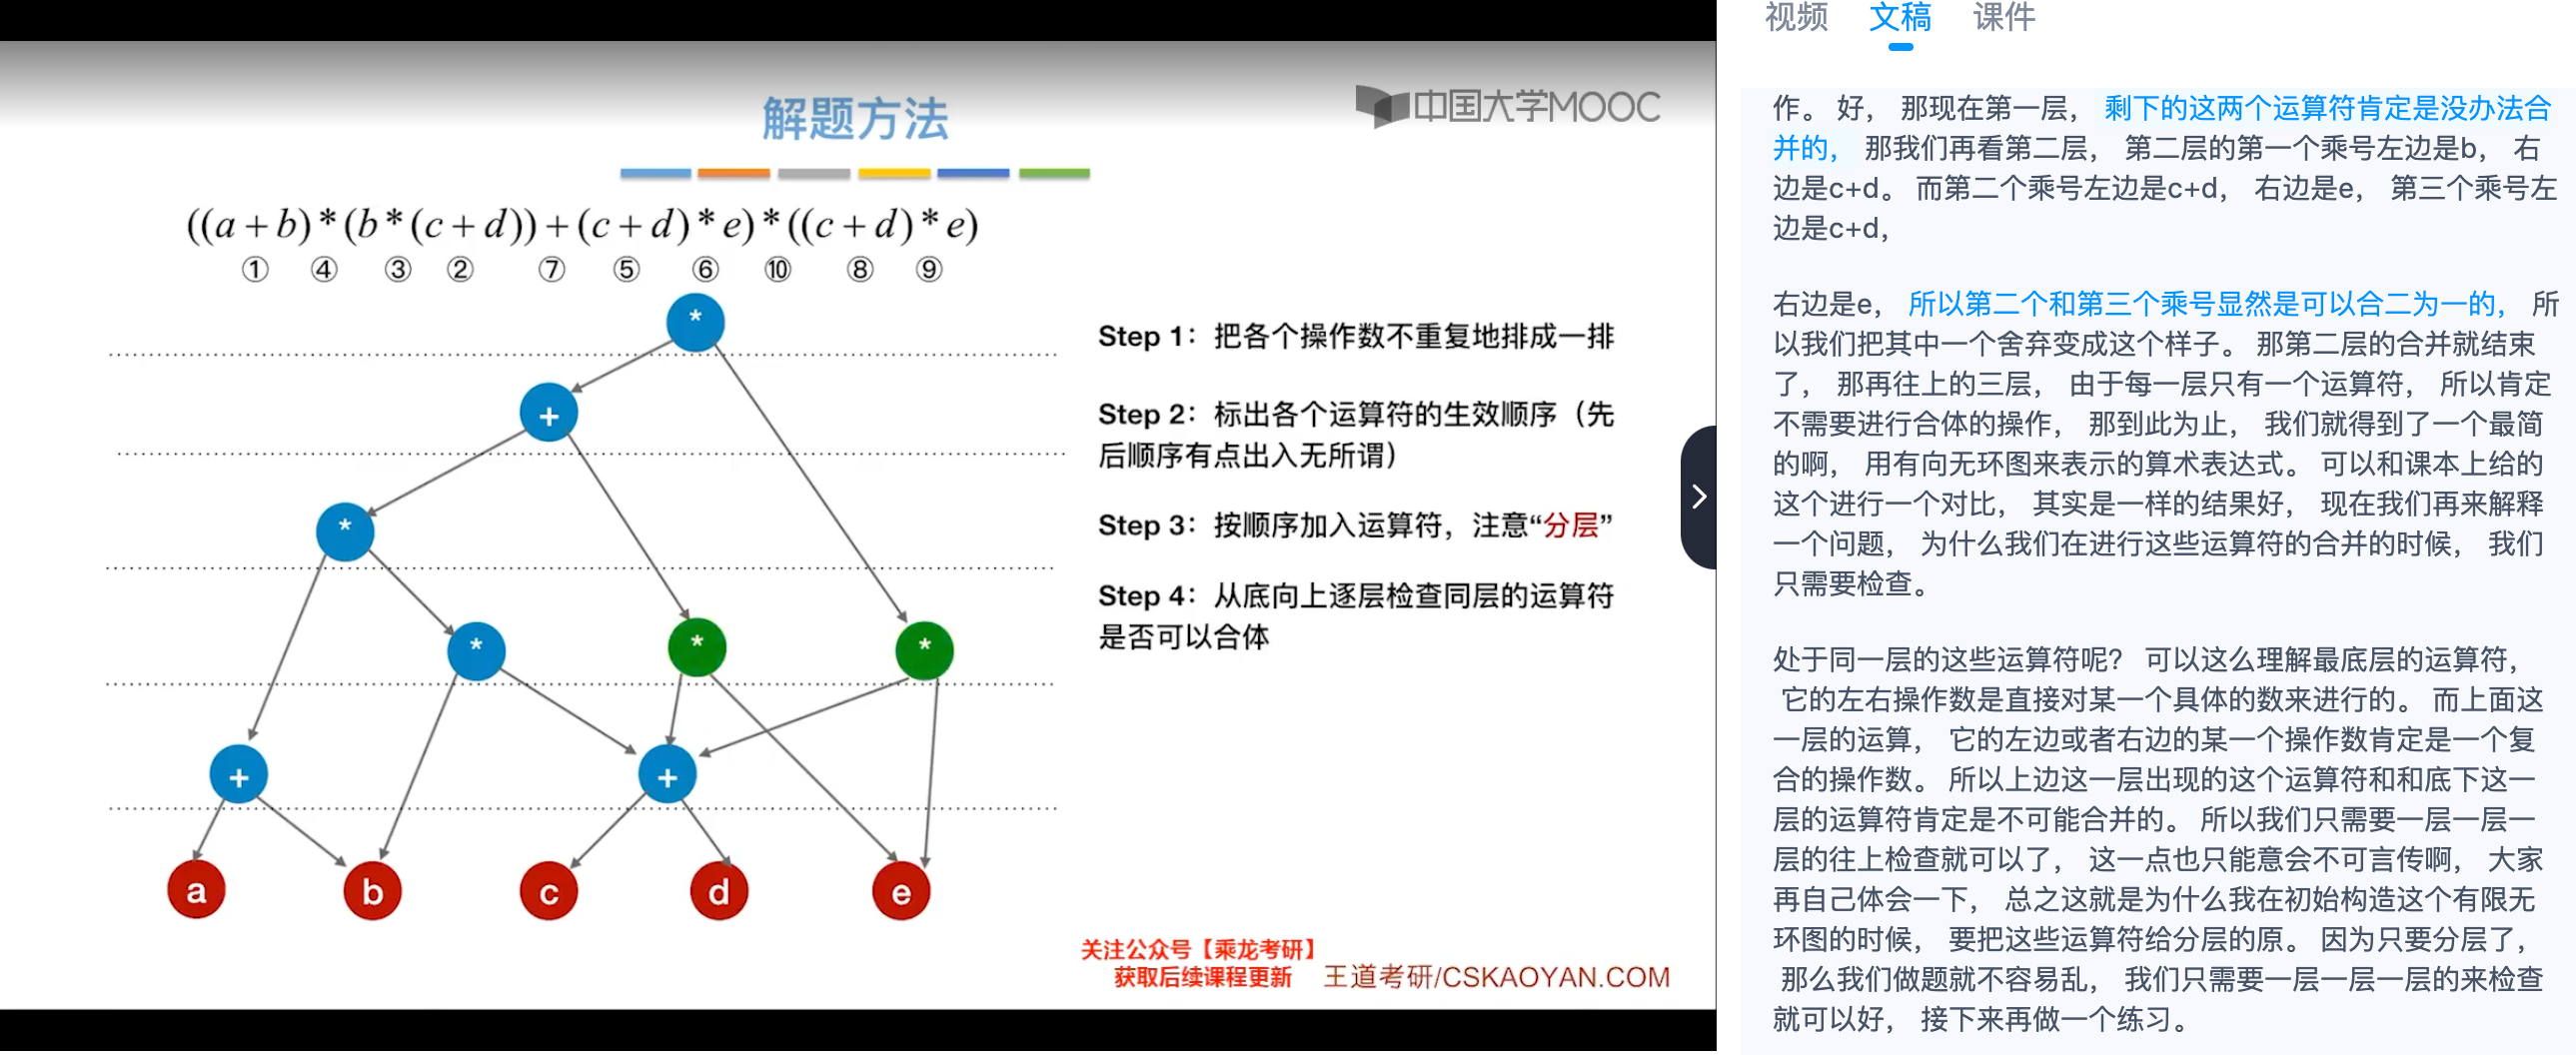 解题方法
中国大学MOOC
((a+b)*(b*(c+d))+(c+d)*e)*((c+d)*e)
① ④ ③ ② ⑦ ⑤ ⑥ ⑩ ⑧ ⑨
*
+
*
* * *
+ +
a b c d e
Step 1：把各个操作数不重复地排成一排
Step 2：标出各个运算符的生效顺序（先
后顺序有点出入无所谓）
Step 3：按顺序加入运算符，注意“分层”
Step 4：从底向上逐层检查同层的运算符
是否可以合体
关注公众号【乘龙考研】
获取后续课程更新
王道考研/CSKAOYAN.COM
视频 文稿 课件
作。 好， 那现在第一层， 剩下的这两个运算符肯定是没办法合
并的， 那我们再看第二层， 第二层的第一个乘号左边是b， 右
边是c+d。 而第二个乘号左边是c+d， 右边是e， 第三个乘号左
边是c+d，
右边是e， 所以第二个和第三个乘号显然是可以合二为一的， 所
以我们把其中一个舍弃变成这个样子。 那第二层的合并就结束
了， 那再往上的三层， 由于每一层只有一个运算符， 所以肯定
不需要进行合体的操作， 那到此为止， 我们就得到了一个最简
的啊， 用有向无环图来表示的算术表达式。 可以和课本上给的
这个进行一个对比， 其实是一样的结果好， 现在我们再来解释
一个问题， 为什么我们在进行这些运算符的合并的时候， 我们
只需要检查。
处于同一层的这些运算符呢？ 可以这么理解最底层的运算符，
它的左右操作数是直接对某一个具体的数来进行的。 而上面这
一层的运算， 它的左边或者右边的某一个操作数肯定是一个复
合的操作数。 所以上边这一层出现的这个运算符和和底下这一
层的运算符肯定是不可能合并的。 所以我们只需要一层一层一
层的往上检查就可以了， 这一点也只能意会不可言传啊， 大家
再自己体会一下， 总之这就是为什么我在初始构造这个有限无
环图的时候， 要把这些运算符给分层的原。 因为只要分层了，
那么我们做题就不容易乱， 我们只需要一层一层一层的来检查
就可以好， 接下来再做一个练习。